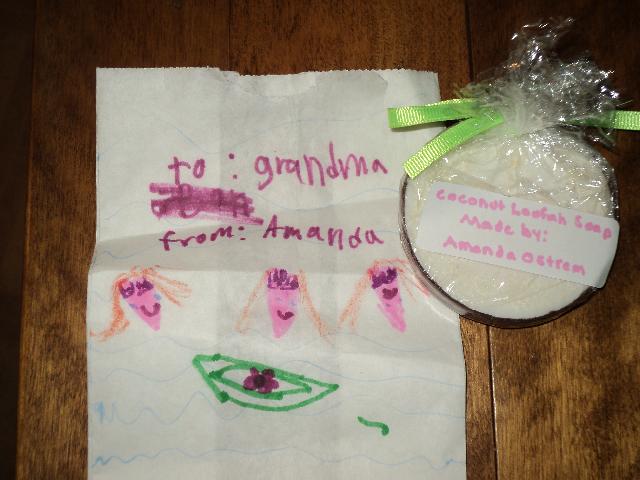 to: grandma
from: Amanda
coconut Loofah Soap
Made by:
Amanda Ostrem